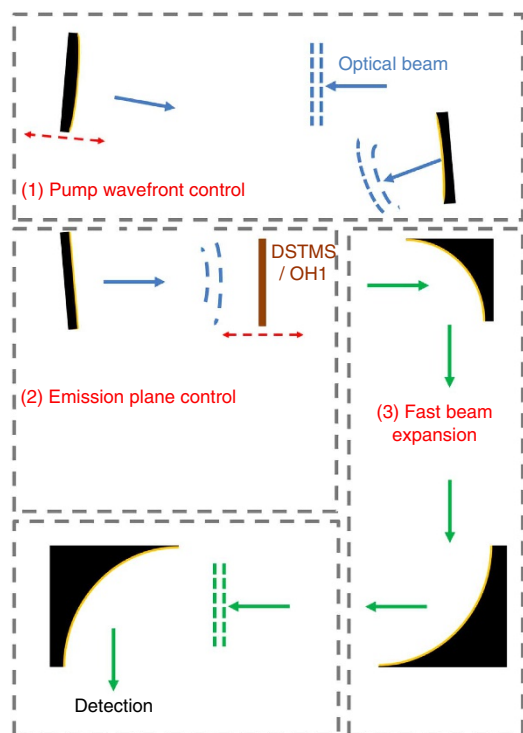 Optical beam
(1) Pump wavefront control
DSTMS
/ OH1
(2) Emission plane control
(3) Fast beam
expansion
Detection